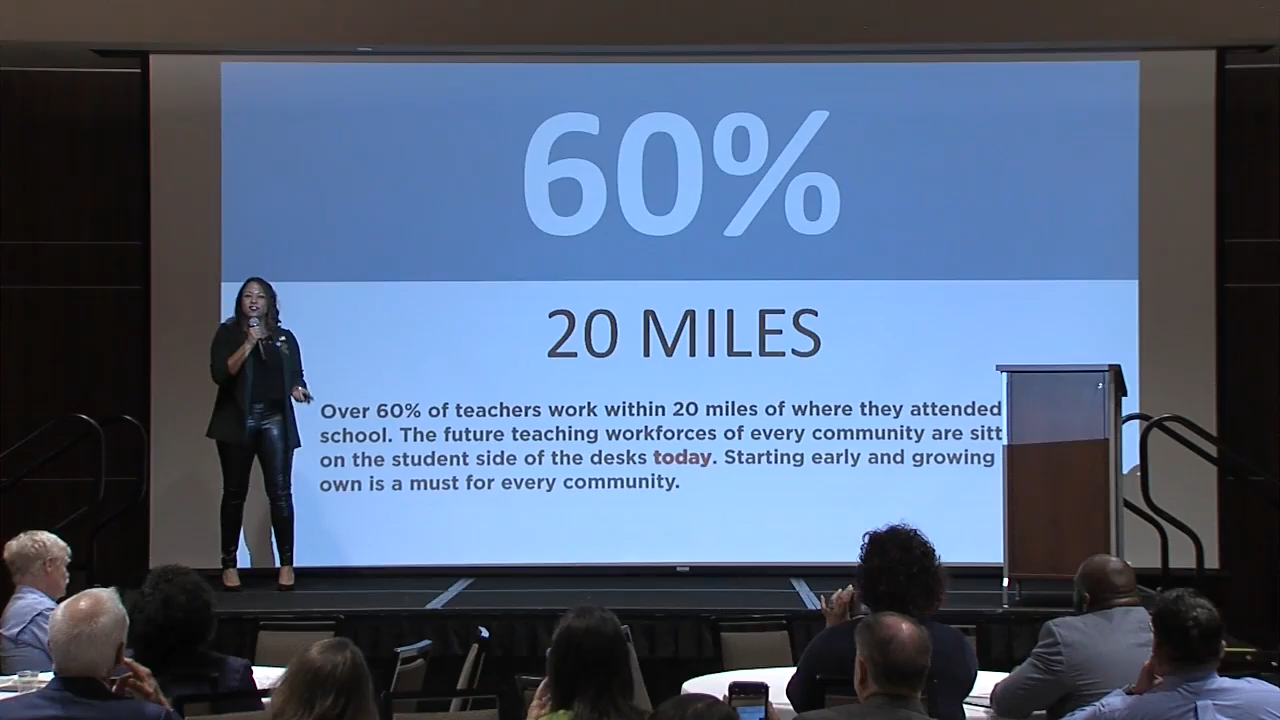 60%
20 MILES
Over 60% of teachers work within 20 miles of where they attended
school. The future teaching workforces of every community are sitt
on the student side of the desks today. Starting early and growing
own is a must for every community.